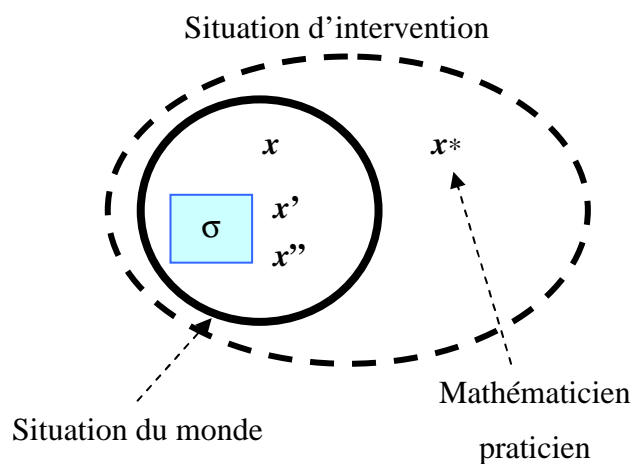 Situation d’intervention
x x*
x’
σ
x’’
Mathématicien
Situation du monde
praticien